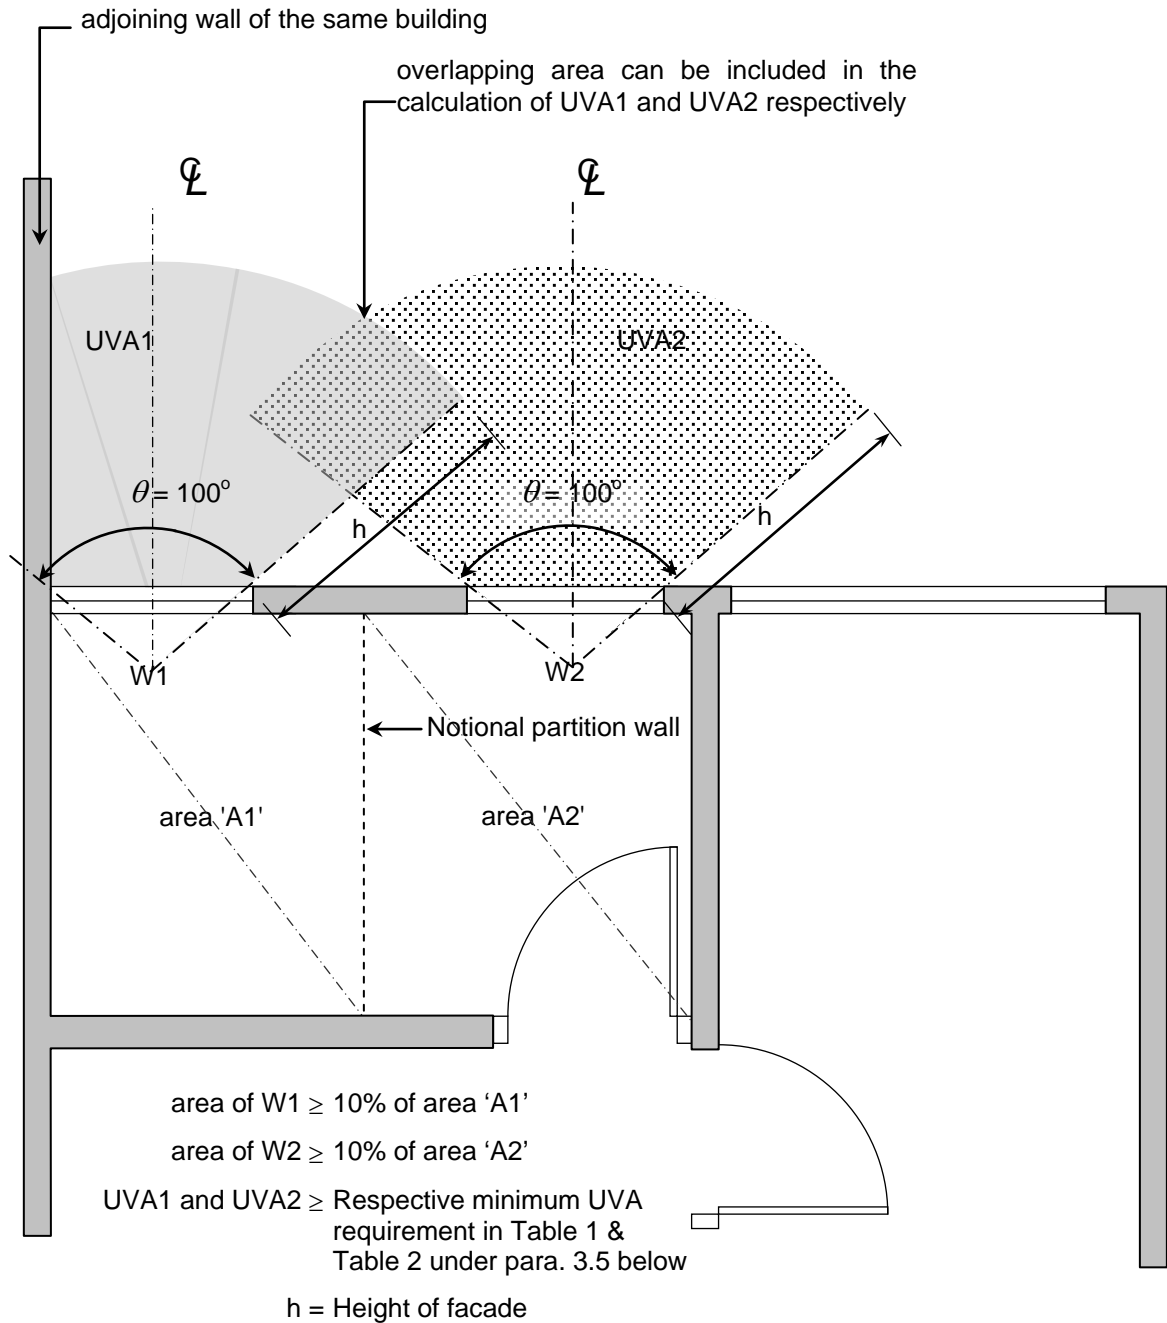 adjoining wall of the same building
overlapping area can be included in the
calculation of UVA1 and UVA2 respectively
℄
℄
UVA1
UVA2
θ = 100º
θ = 100º
h
h
W1
W2
Notional partition wall
area 'A1'
area 'A2'
area of W1 ≥ 10% of area ‘A1’
area of W2 ≥ 10% of area ‘A2’
UVA1 and UVA2 ≥ Respective minimum UVA
requirement in Table 1 &
Table 2 under para. 3.5 below
h = Height of facade